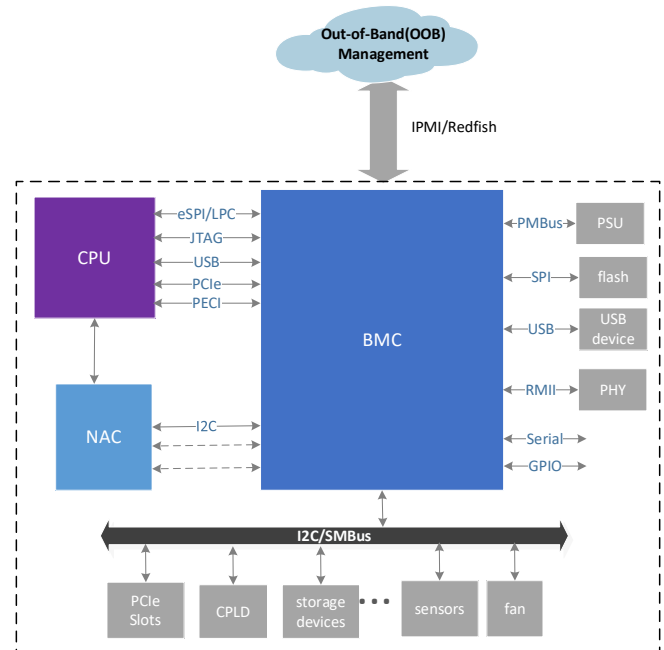 Out-of-Band(OOB)
Management
IPMI/Redfish
CPU
eSPI/LPC
JTAG
USB
PCIe
PECI
BMC
PMBus
PSU
SPI
flash
USB
USB
device
RMII
PHY
Serial
GPIO
NAC
I2C
I2C/SMBus
PCIe
Slots
CPLD
storage
devices
...
sensors
fan